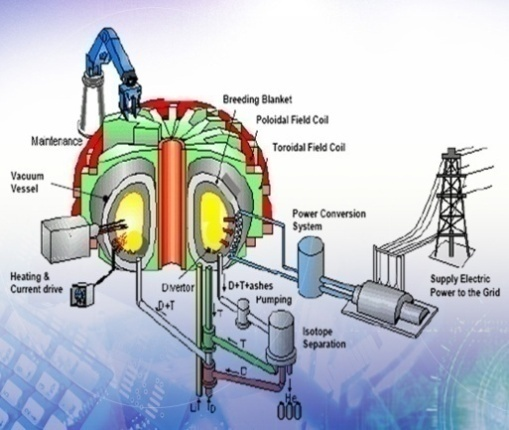 Breeding Blanket
Poloidal Field Coil
Maintenance
Toroidal Field Coil
Vacuum
Vessel
Power Conversion
System
Heating &
Current drive
Divertor
D+T+ashes
Pumping
Supply Electric
Power to the Grid
D+T
T
Isotope
Separation
T
He
Li
D